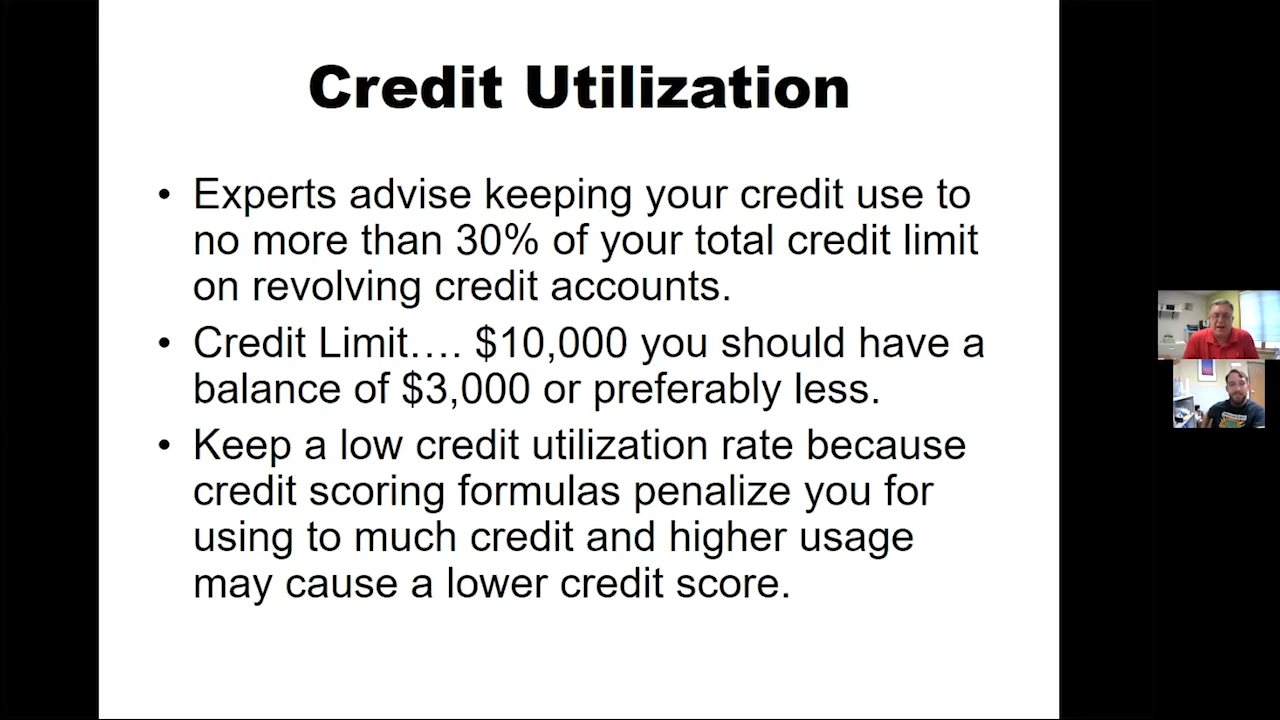 Credit Utilization
• Experts advise keeping your credit use to
no more than 30% of your total credit limit
on revolving credit accounts.
• Credit Limit…. $10,000 you should have a
balance of $3,000 or preferably less.
• Keep a low credit utilization rate because
credit scoring formulas penalize you for
using to much credit and higher usage
may cause a lower credit score.